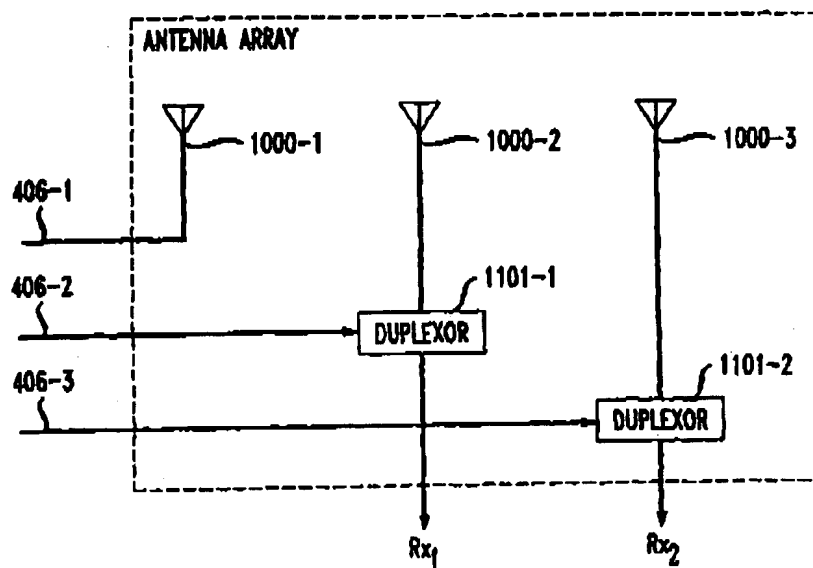 ANTENNA ARRAY
1000-1
1000-2
1000-3
406-1
406-2
1101-1
DUPLEXOR
406-3
1101-2
DUPLEXOR
Rx1
Rx2